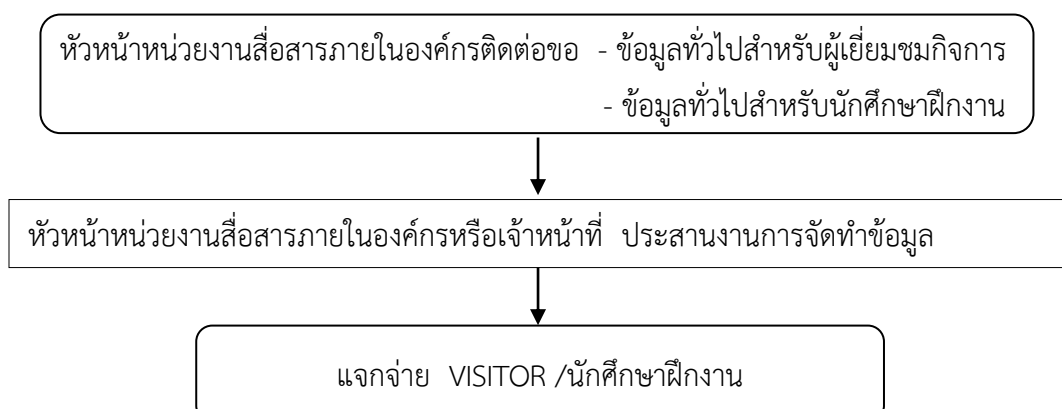 หัวหน้าหน่วยงานสื่อสารภายในองค์กรติดต่อขอ - ข้อมูลทั่วไปสำหรับผู้เยี่ยมชมกิจการ
- ข้อมูลทั่วไปสำหรับนักศึกษาฝึกงาน
หัวหน้าหน่วยงานสื่อสารภายในองค์กรหรือเจ้าหน้าที่ ประสานงานการจัดทำข้อมูล
แจกจ่าย VISITOR /นักศึกษาฝึกงาน